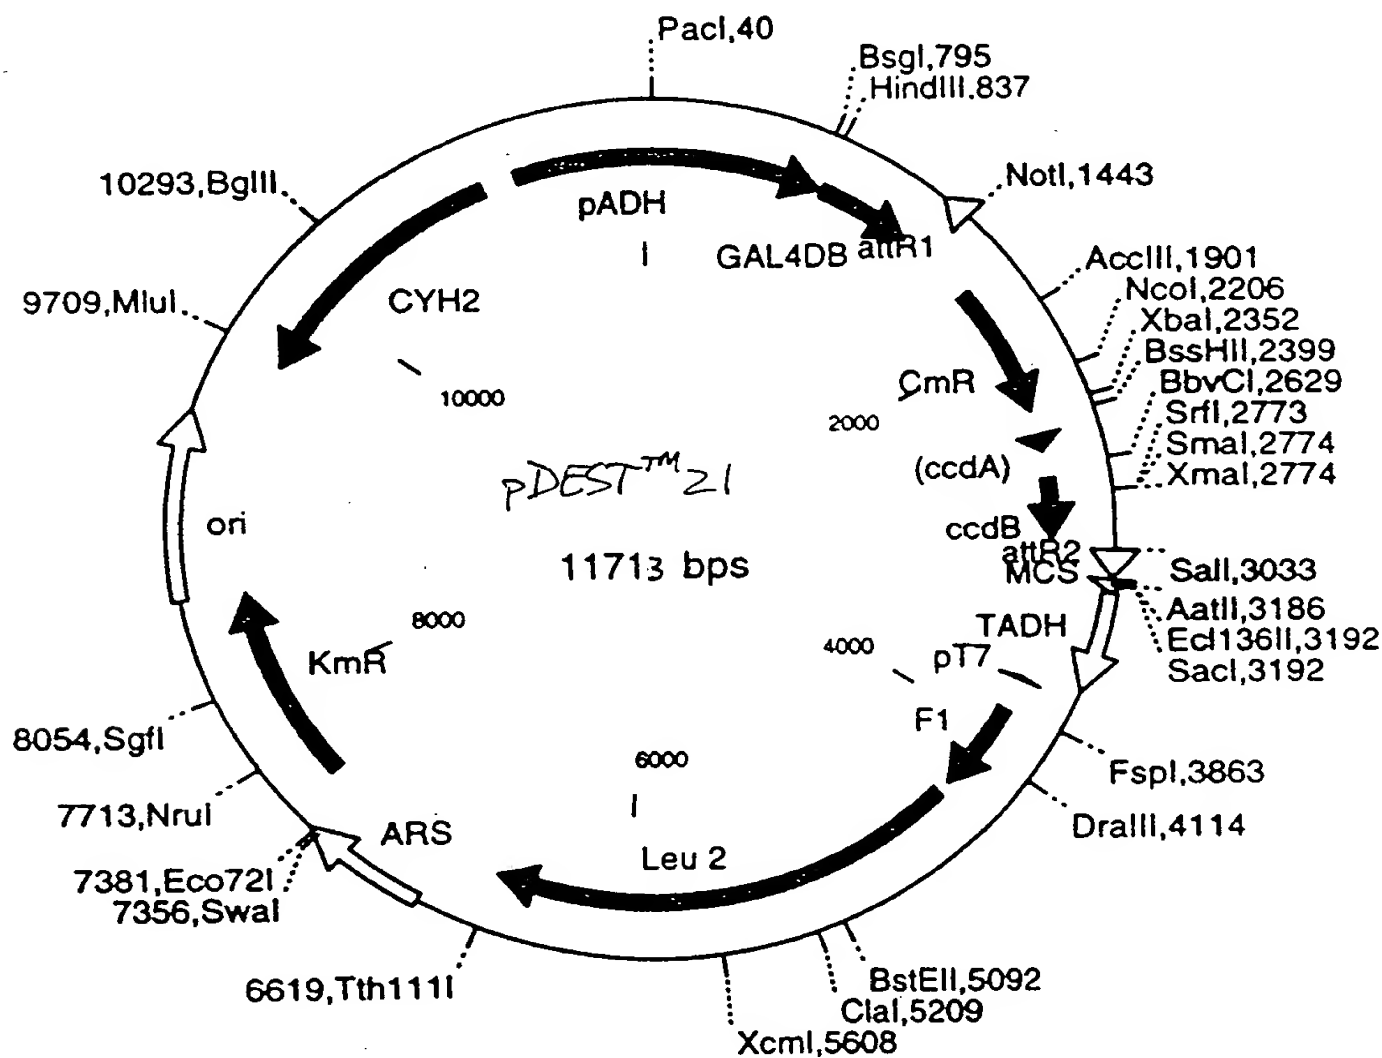 PacI,40
BsgI,795
HindIII.837
10293,BglII
NotI,1443
pADH
GAL4DB
attR1
AccIII,1901
NcoI,2206
9709,MluI
CYH2
XbaI,2352
BssHII,2399
BbvCI,2629
CmR
10000
2000
SrfI,2773
SmaI,2774
XmaI,2774
(ccdA)
pDEST™21
ori
ccdB
attR2
11713 bps
MCS
SalI,3033
AatII,3186
8000
TADH
Ecl136II,3192
4000
pT7
KmR
SacI,3192
F1
8054,SgfI
6000
FspI,3863
7713,NruI
DraIII,4114
ARS
Leu 2
7381,Eco72I
7356,SwaI
6619,Tth111I
BstEII,5092
ClaI,5209
XcmI,5608